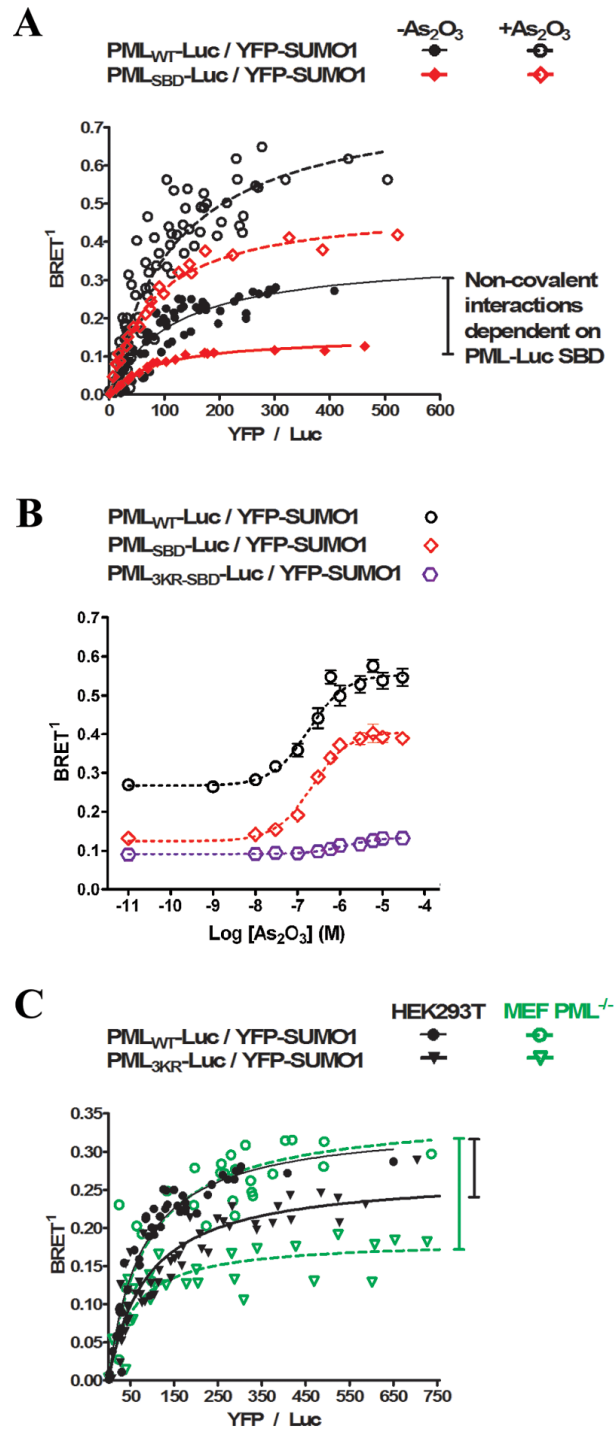 A
-As2O3 +As2O3
PMLWT-Luc / YFP-SUMO1
PMLSBD-Luc / YFP-SUMO1
BRET1
0.7
0.6
0.5
0.4
0.3
0.2
0.1
0.0
0 100 200 300 400 500 600
YFP / Luc
Non-covalent
interactions
dependent on
PML-Luc SBD
B
PMLWT-Luc / YFP-SUMO1
PMLSBD-Luc / YFP-SUMO1
PML3KR-SBD-Luc / YFP-SUMO1
BRET1
0.7
0.6
0.5
0.4
0.3
0.2
0.1
0.0
-11 -10 -9 -8 -7 -6 -5 -4
Log [As2O3] (M)
C
HEK293T MEF PML-/-
PMLWT-Luc / YFP-SUMO1
PML3KR-Luc / YFP-SUMO1
BRET1
0.35
0.30
0.25
0.20
0.15
0.10
0.05
0.00
50 150 250 350 450 550 650 750
YFP / Luc